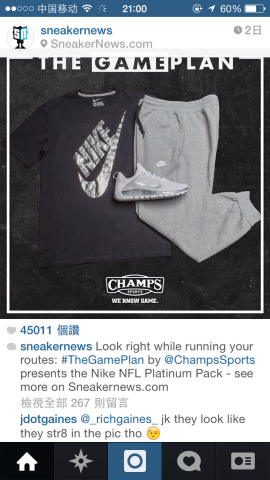 中国移动 21:00 60%
sneakernews 2日
SneakerNews.com
THE GAMEPLAN
NIKE
CHAMPS
SPORTS
WE KNOW GAME.
45011 個讚
sneakernews Look right while running your
routes: #TheGamePlan by @ChampsSports
presents the Nike NFL Platinum Pack - see
more on Sneakernews.com
檢視全部 267 則留言
jdotgaines @_richgaines_ jk they look like
they str8 in the pic tho 😉